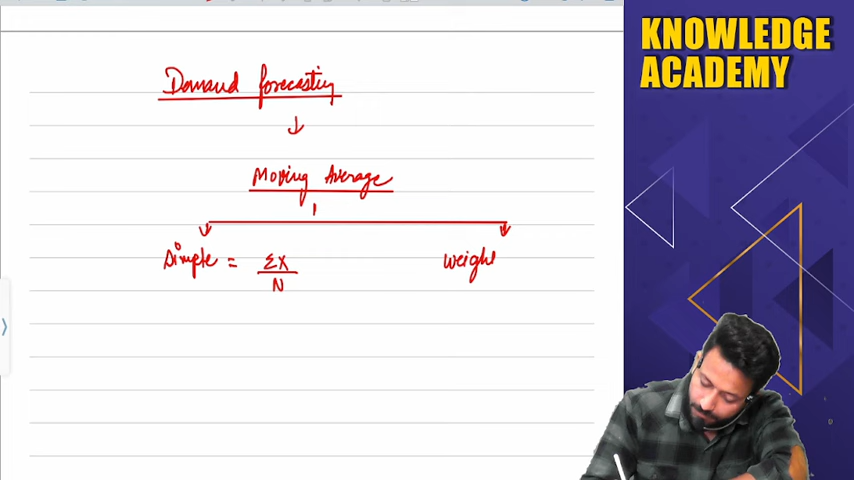 Demand forecasting
Moving Average
Simple = ΣX / N
Weight
KNOWLEDGE
ACADEMY